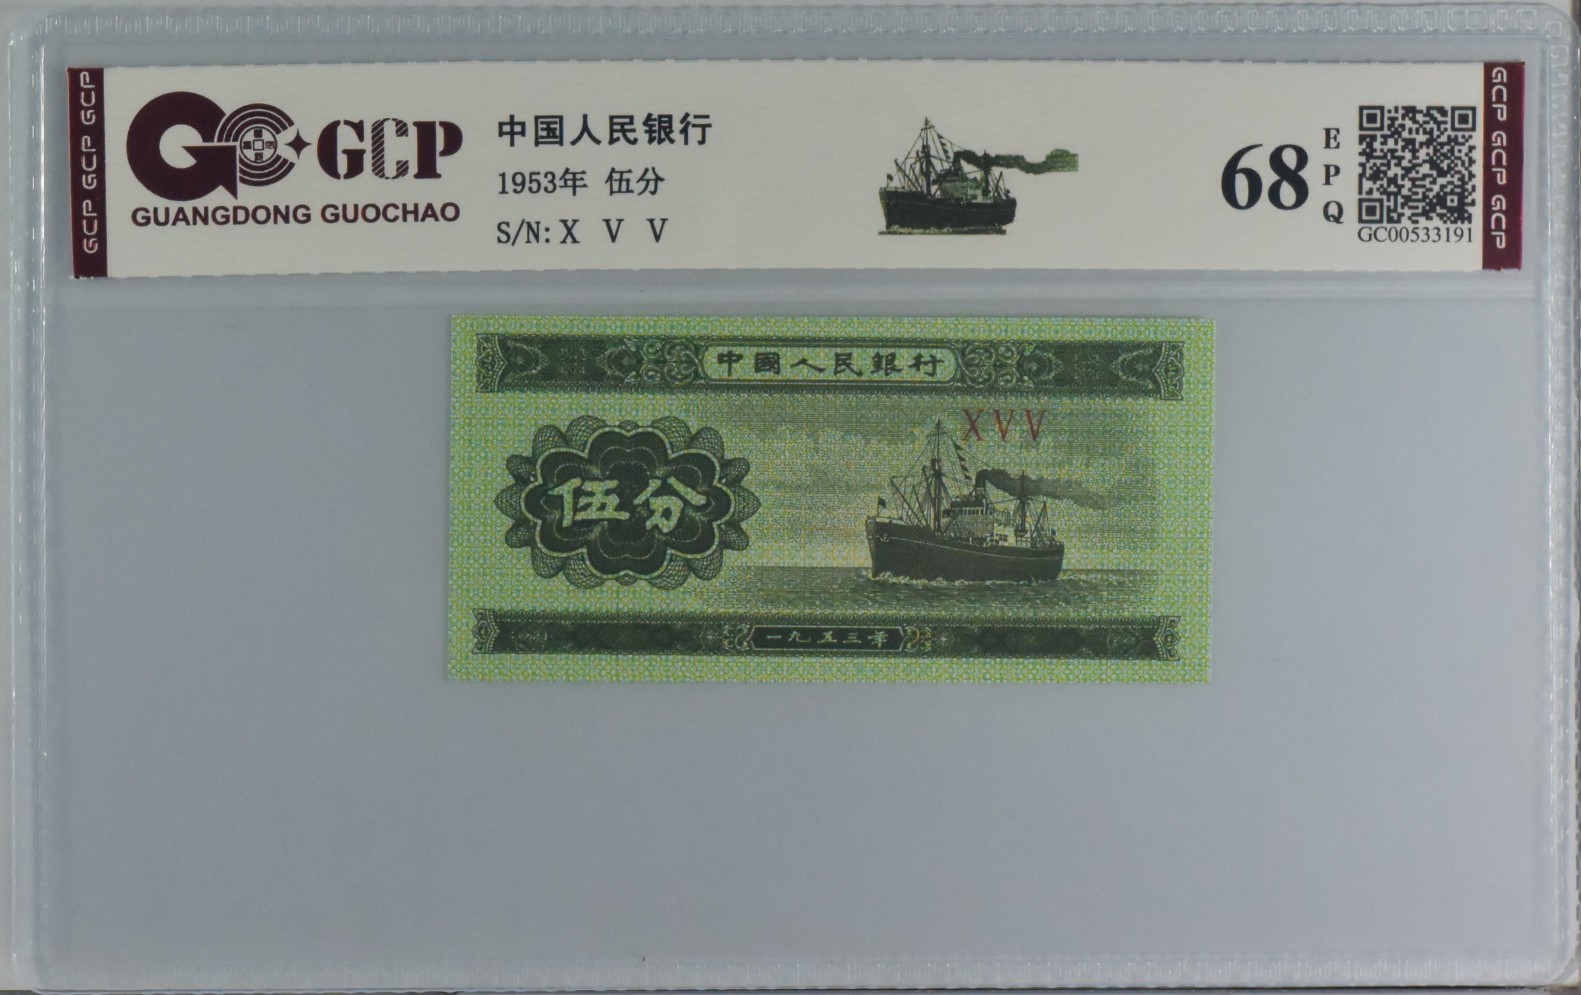 GCP GCP GCP
GCP
GUANGDONG GUOCHAO
中国人民银行
1953年 伍分
S/N: X V V
68
E
P
Q
GC00533191
GCP GCP GCP
中國人民銀行
XVV
伍分
一九五三年